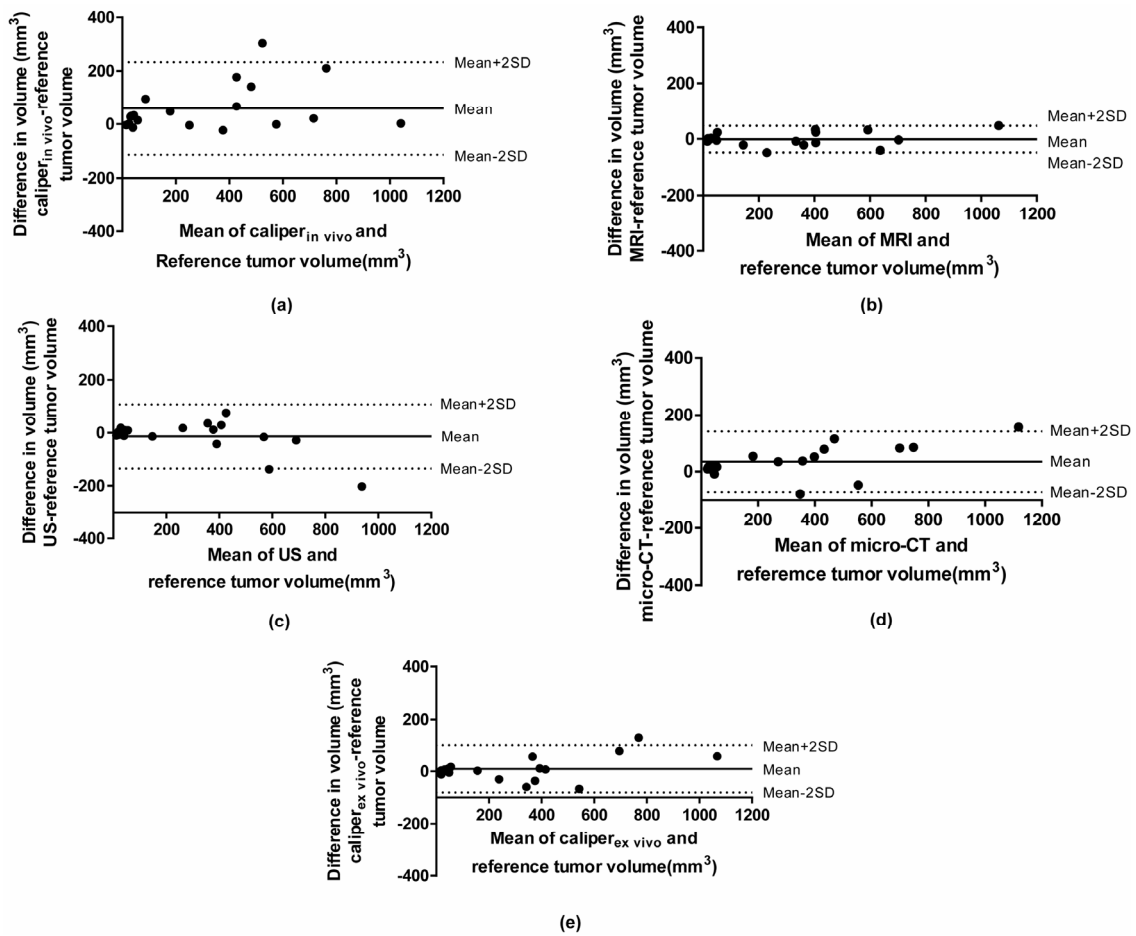 400
200
0
-200
-400
Difference in volume (mm3)
caliperin vivo-reference
tumor volume
Mean+2SD
Mean
Mean-2SD
200 400 600 800 1000 1200
Mean of caliperin vivo and
Reference tumor volume(mm3)
(a)
400
200
0
-200
-400
Difference in volume (mm3)
MRI-reference tumor volume
Mean+2SD
Mean
Mean-2SD
200 400 600 800 1000 1200
Mean of MRI and
reference tumor volume(mm3)
(b)
400
200
0
-200
-400
Difference in volume (mm3)
US-reference tumor volume
Mean+2SD
Mean
Mean-2SD
200 400 600 800 1000 1200
Mean of US and
reference tumor volume(mm3)
(c)
400
200
0
-200
-400
Difference in volume (mm3)
micro-CT-reference tumor volume
Mean+2SD
Mean
Mean-2SD
200 400 600 800 1000 1200
Mean of micro-CT and
referemce tumor volume(mm3)
(d)
400
200
0
-200
-400
Difference in volume (mm3)
caliperex vivo-reference
tumor volume
Mean+2SD
Mean
Mean-2SD
200 400 600 800 1000 1200
Mean of caliperex vivo and
reference tumor volume(mm3)
(e)